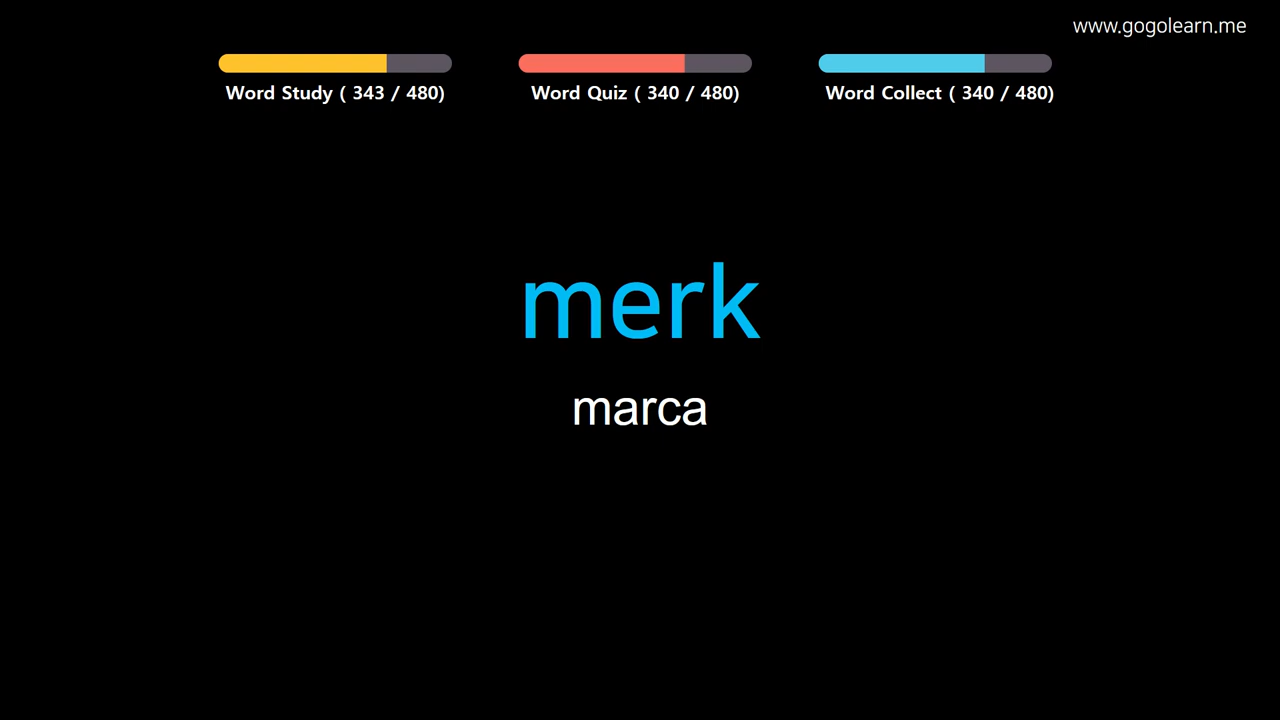 www.gogolearn.me
Word Study ( 343 / 480)
Word Quiz ( 340 / 480)
Word Collect ( 340 / 480)
merk
marca